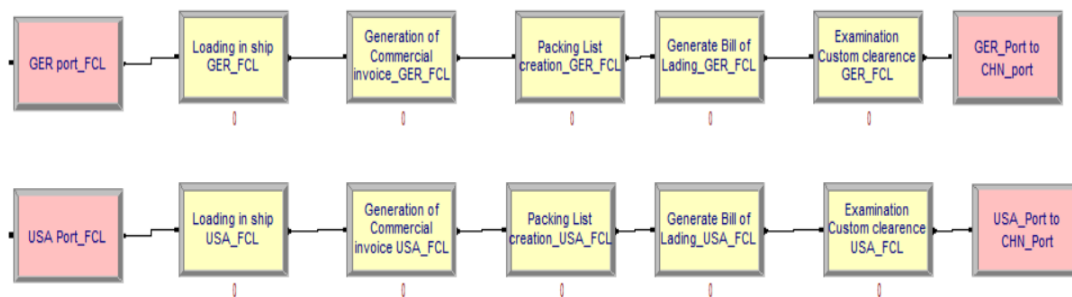 GER port_FCL
Loading in ship
GER_FCL
Generation of
Commercial
invoice_GER_FCL
Packing List
creation_GER_FCL
Generate Bill of
Lading_GER_FCL
Examination
Custom clearence
GER_FCL
GER_Port to
CHN_port
0
0
0
0
0
USA Port_FCL
Loading in ship
USA_FCL
Generation of
Commercial
invoice USA_FCL
Packing List
creation_USA_FCL
Generate Bill of
Lading_USA_FCL
Examination
Custom clearence
USA_FCL
USA_Port to
CHN_Port
0
0
0
0
0